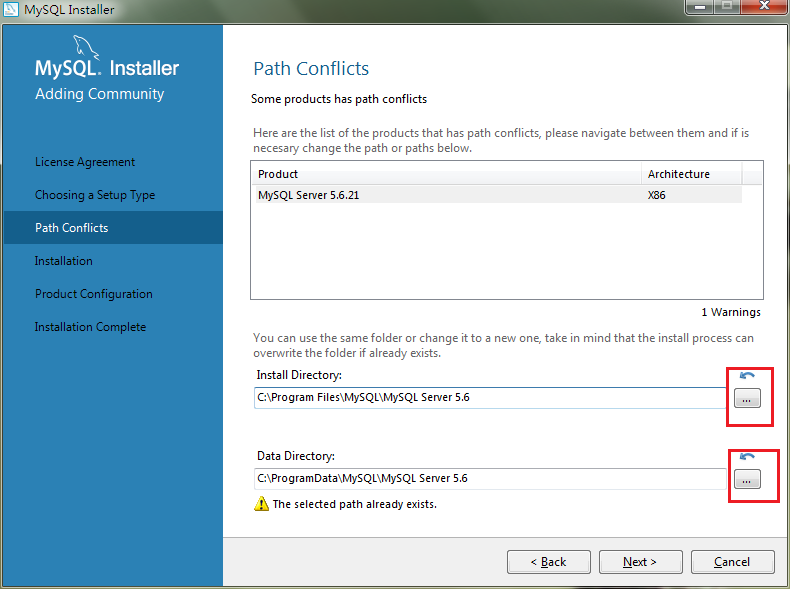 MySQL Installer
MySQL. Installer
Adding Community
License Agreement
Choosing a Setup Type
Path Conflicts
Installation
Product Configuration
Installation Complete
Path Conflicts
Some products has path conflicts
Here are the list of the products that has path conflicts, please navigate between them and if is
necesary change the path or paths below.
Product Architecture
MySQL Server 5.6.21 X86
1 Warnings
You can use the same folder or change it to a new one, take in mind that the install process can
overwrite the folder if already exists.
Install Directory:
C:\Program Files\MySQL\MySQL Server 5.6
...
Data Directory:
C:\ProgramData\MySQL\MySQL Server 5.6
...
The selected path already exists.
< Back Next > Cancel